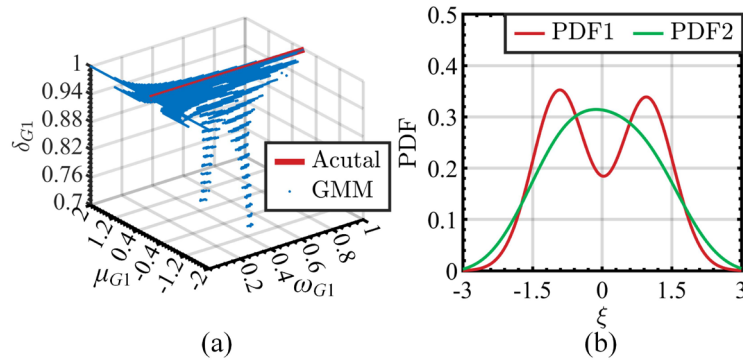 1
0.94
0.88
0.82
0.76
0.7
δG1
2
1.2
0.4
-0.4
-1.2
-2
μG1
0.2
0.4
0.6
0.8
1
ωG1
Acutal
GMM
(a)
0.5
0.4
0.3
0.2
0.1
0
PDF
PDF1
PDF2
-3
-1.5
0
1.5
3
ξ
(b)